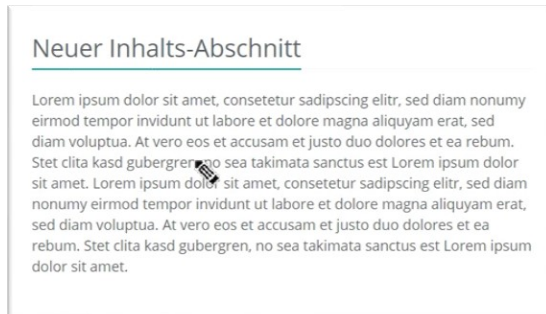 Neuer Inhalts-Abschnitt
Lorem ipsum dolor sit amet, consetetur sadipscing elitr, sed diam nonumy
eirmod tempor invidunt ut labore et dolore magna aliquyam erat, sed
diam voluptua. At vero eos et accusam et justo duo dolores et ea rebum.
Stet clita kasd gubergren, no sea takimata sanctus est Lorem ipsum dolor
sit amet. Lorem ipsum dolor sit amet, consetetur sadipscing elitr, sed diam
nonumy eirmod tempor invidunt ut labore et dolore magna aliquyam erat,
sed diam voluptua. At vero eos et accusam et justo duo dolores et ea
rebum. Stet clita kasd gubergren, no sea takimata sanctus est Lorem ipsum
dolor sit amet.